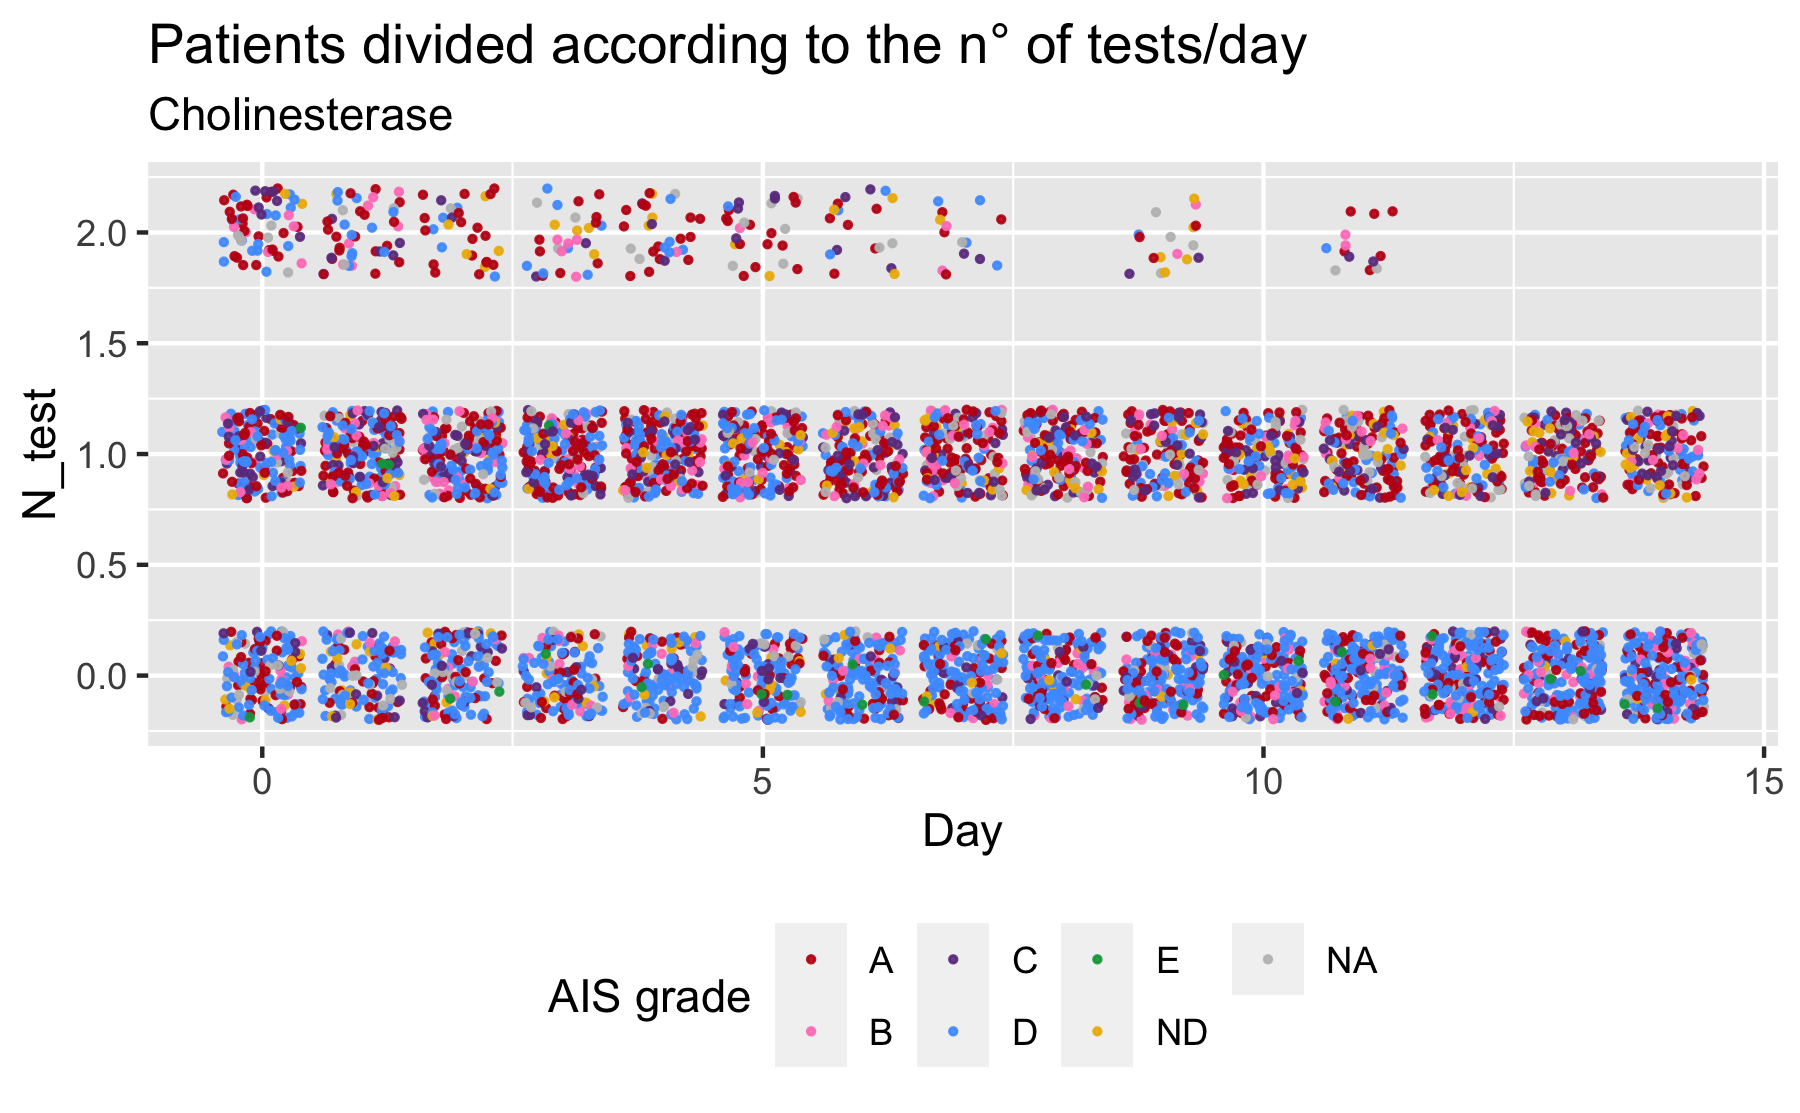 Patients divided according to the n° of tests/day
Cholinesterase
N_test
2.0
1.5
1.0
0.5
0.0
0 5 10 15
Day
AIS grade
A C E NA
B D ND